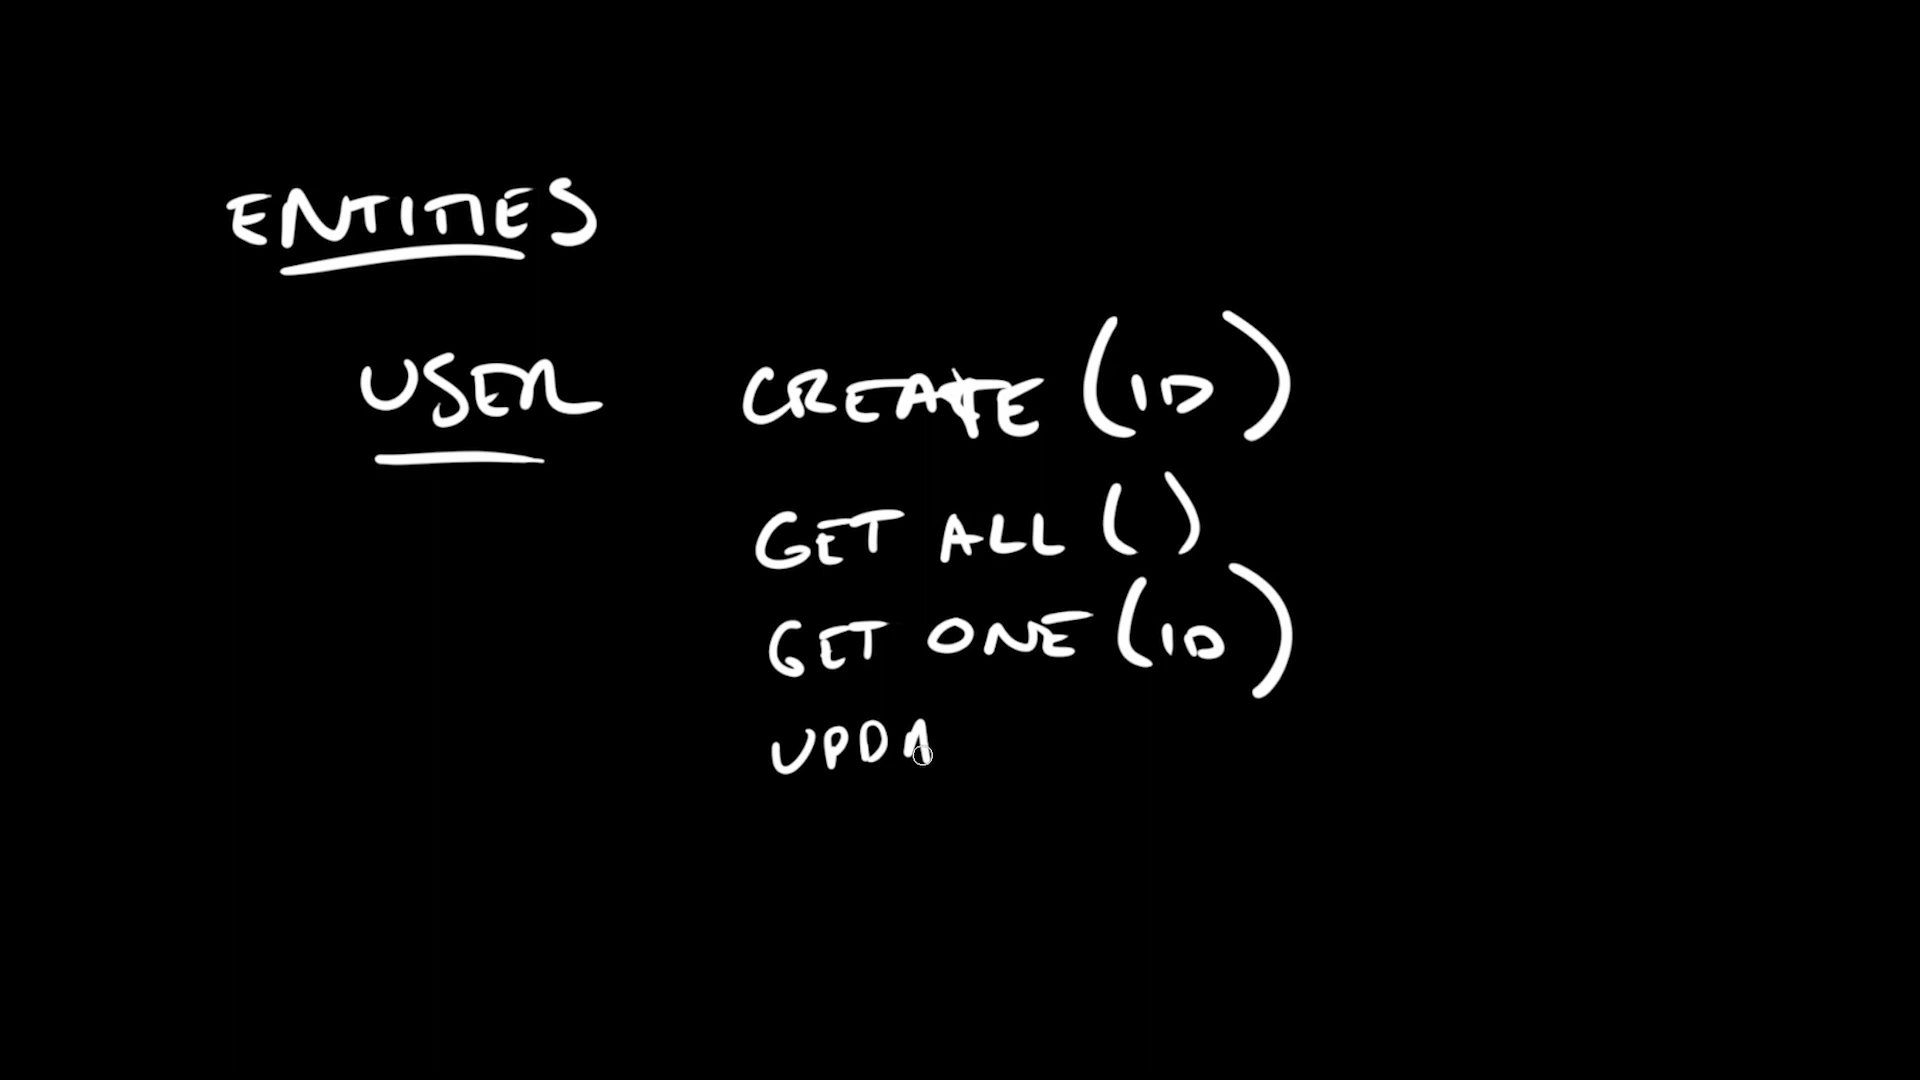 ENTITIES
USER CREATE (ID)
GET ALL ()
GET ONE (ID)
UPDA